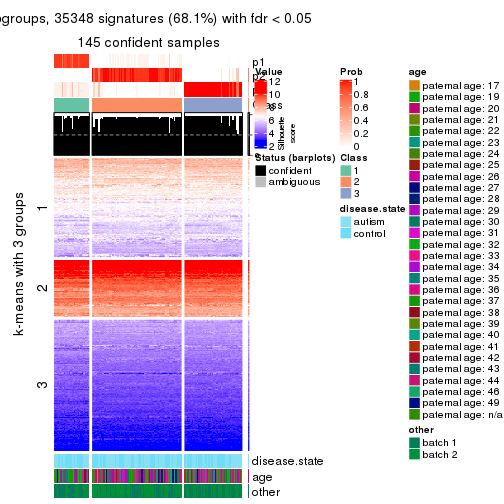 ogroups, 35348 signatures (68.1%) with fdr < 0.05
145 confident samples
p1
p2
k-means with 3 groups
1
2
3
Value
12
10
8
6
4
2
Silhouette
score
Status (barplots)
confident
ambiguous
Prob
1
0.8
0.6
0.4
0.2
0
Class
1
2
3
disease.state
autism
control
age
paternal age: 17
paternal age: 19
paternal age: 20
paternal age: 21
paternal age: 22
paternal age: 23
paternal age: 24
paternal age: 25
paternal age: 26
paternal age: 27
paternal age: 28
paternal age: 29
paternal age: 30
paternal age: 31
paternal age: 32
paternal age: 33
paternal age: 34
paternal age: 35
paternal age: 36
paternal age: 37
paternal age: 38
paternal age: 39
paternal age: 40
paternal age: 41
paternal age: 42
paternal age: 43
paternal age: 44
paternal age: 46
paternal age: 49
paternal age: n/a
other
batch 1
batch 2
disease.state
age
other